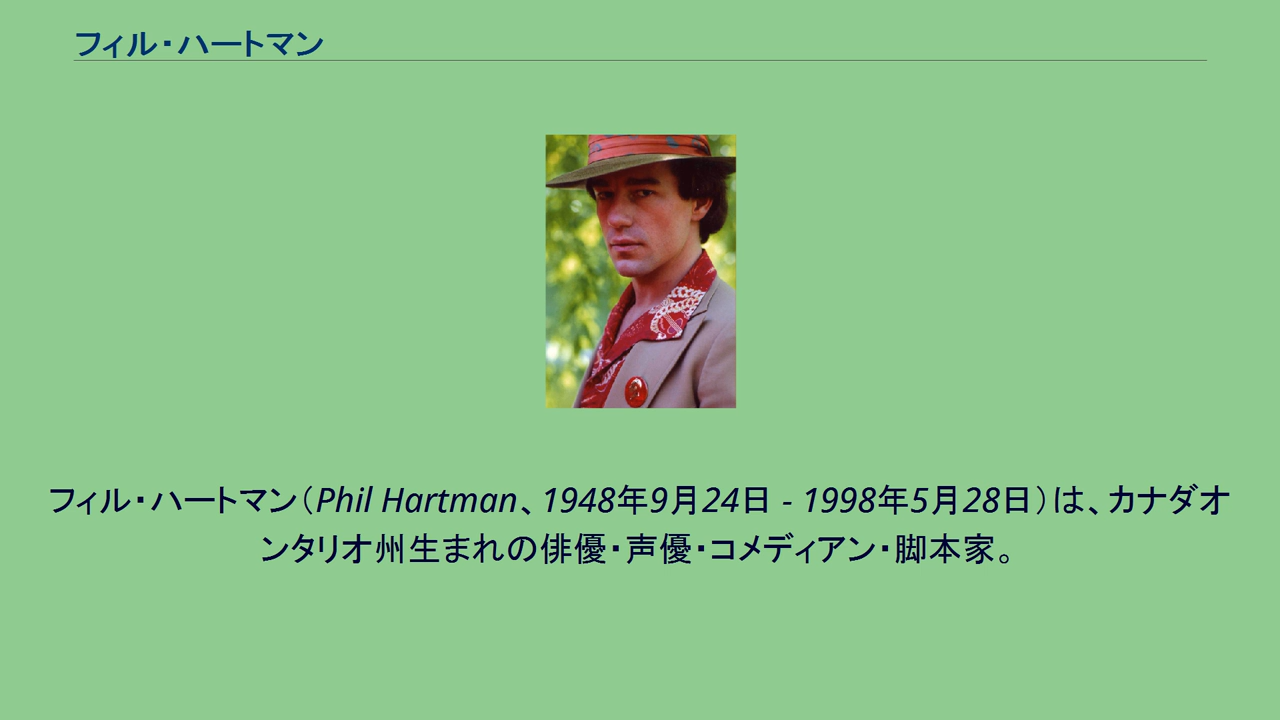 フィル・ハートマン
フィル・ハートマン（Phil Hartman、1948年9月24日 - 1998年5月28日）は、カナダオ
ンタリオ州生まれの俳優・声優・コメディアン・脚本家。